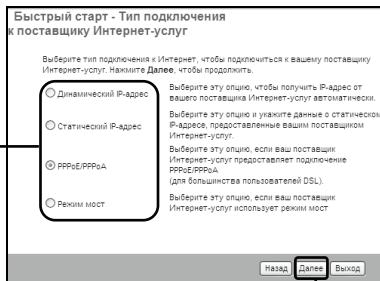 Быстрый старт - Тип подключения
к поставщику Интернет-услуг
Выберите тип подключения к Интернет, чтобы подключиться к вашему поставщику
Интернет-услуг. Нажмите Далее, чтобы продолжить.
Динамический IP-адрес
Выберите эту опцию, чтобы получить IP-адрес от
вашего поставщика Интернет-услуг автоматически.
Статический IP-адрес
Выберите эту опцию и укажите данные о статическом
IP-адресе, предоставленные вашим поставщиком
Интернет-услуг.
PPPoE/PPPoA
Выберите эту опцию, если ваш поставщик
Интернет-услуг предоставляет подключение
PPPoE/PPPoA
(для большинства пользователей DSL).
Режим мост
Выберите эту опцию, если ваш поставщик
Интернет-услуг использует режим мост
Назад Далее Выход